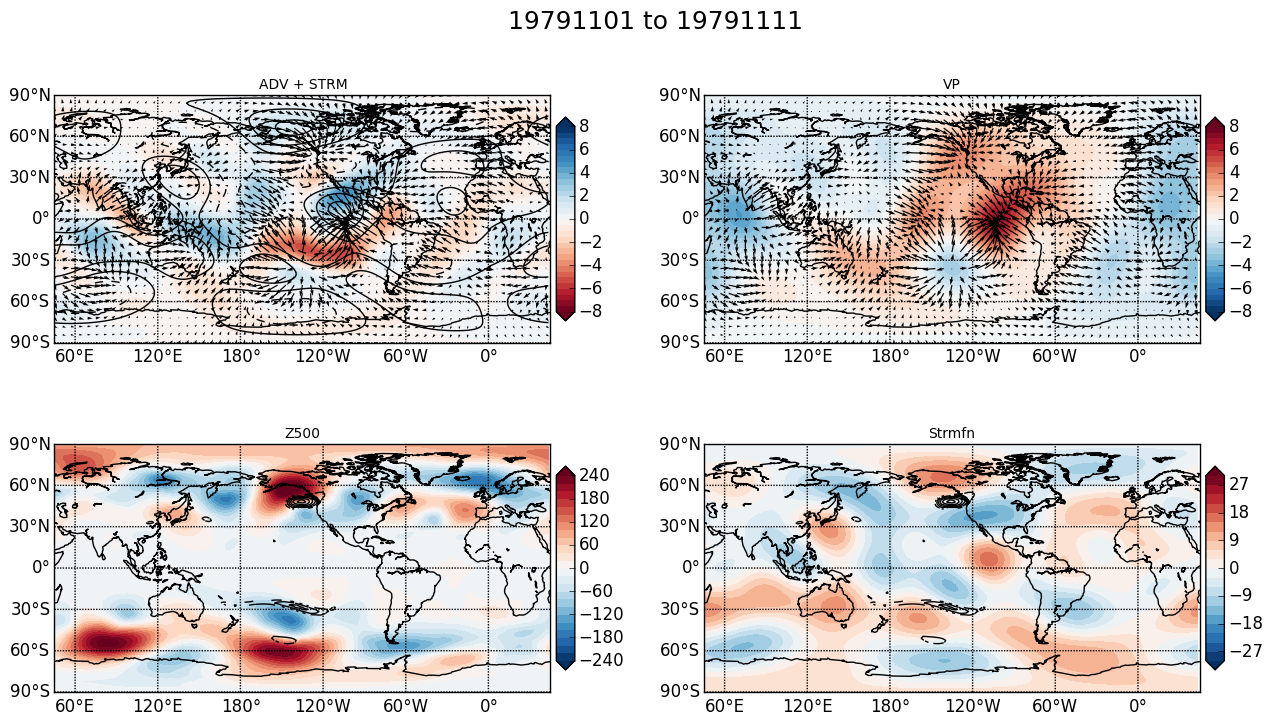 19791101 to 19791111
ADV + STRM
90°N
60°N
30°N
0°
30°S
60°S
90°S
60°E 120°E 180° 120°W 60°W 0°
8
6
4
2
0
−2
−4
−6
−8
VP
90°N
60°N
30°N
0°
30°S
60°S
90°S
60°E 120°E 180° 120°W 60°W 0°
8
6
4
2
0
−2
−4
−6
−8
Z500
90°N
60°N
30°N
0°
30°S
60°S
90°S
60°E 120°E 180° 120°W 60°W 0°
240
180
120
60
0
−60
−120
−180
−240
Strmfn
90°N
60°N
30°N
0°
30°S
60°S
90°S
60°E 120°E 180° 120°W 60°W 0°
27
18
9
0
−9
−18
−27